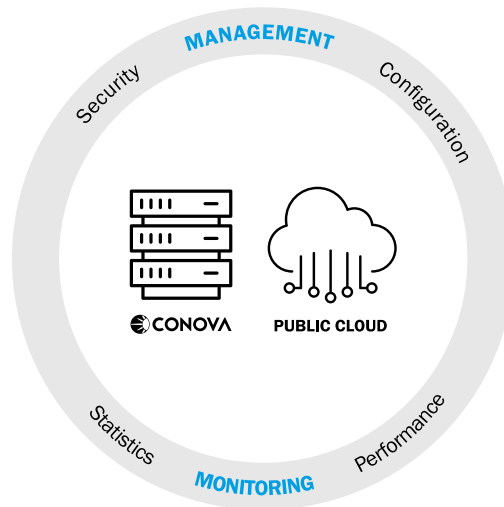 MANAGEMENT
Security
Configuration
CONOVA
PUBLIC CLOUD
Statistics
Performance
MONITORING